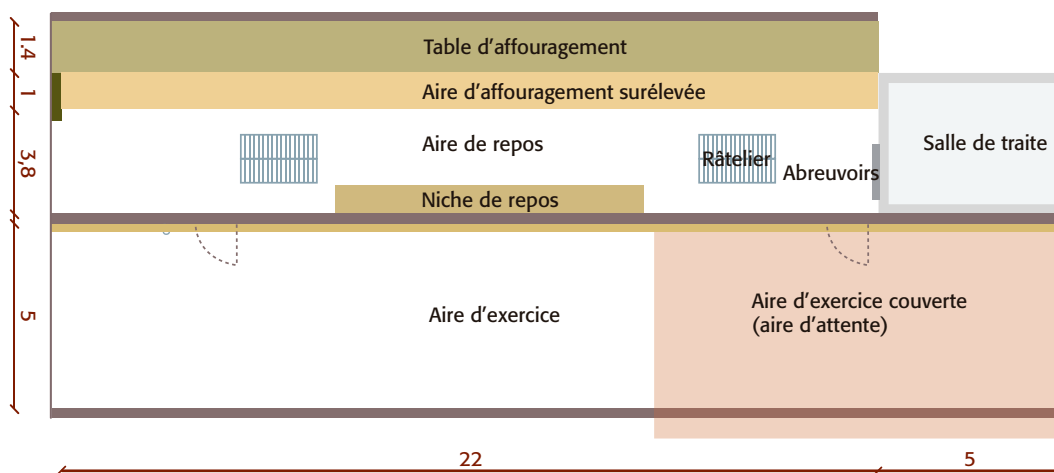 1.4
Table d'affouragement
1
Aire d'affouragement surélevée
3,8
Aire de repos
Râtelier
Abreuvoirs
Salle de traite
Niche de repos
5
Aire d'exercice
Aire d'exercice couverte
(aire d'attente)
22
5